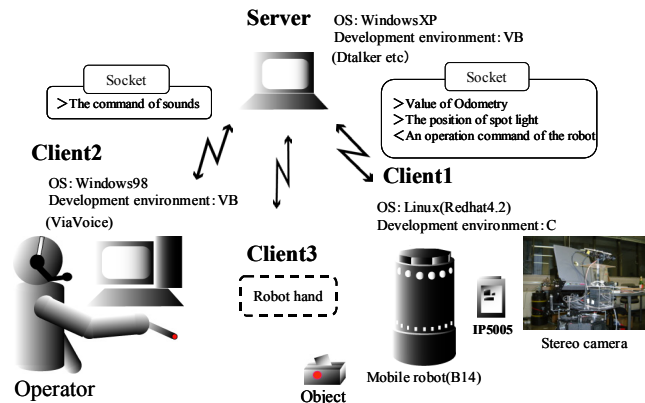 Server
OS: WindowsXP
Development environment: VB
(Dtalker etc)
Socket
>The command of sounds
Socket
>Value of Odometry
>The position of spot light
<An operation command of the robot
Client2
OS: Windows98
Development environment: VB
(ViaVoice)
Client1
OS: Linux(Redhat4.2)
Development environment: C
Client3
Robot hand
IP5005
Stereo camera
Mobile robot(B14)
Operator
Object